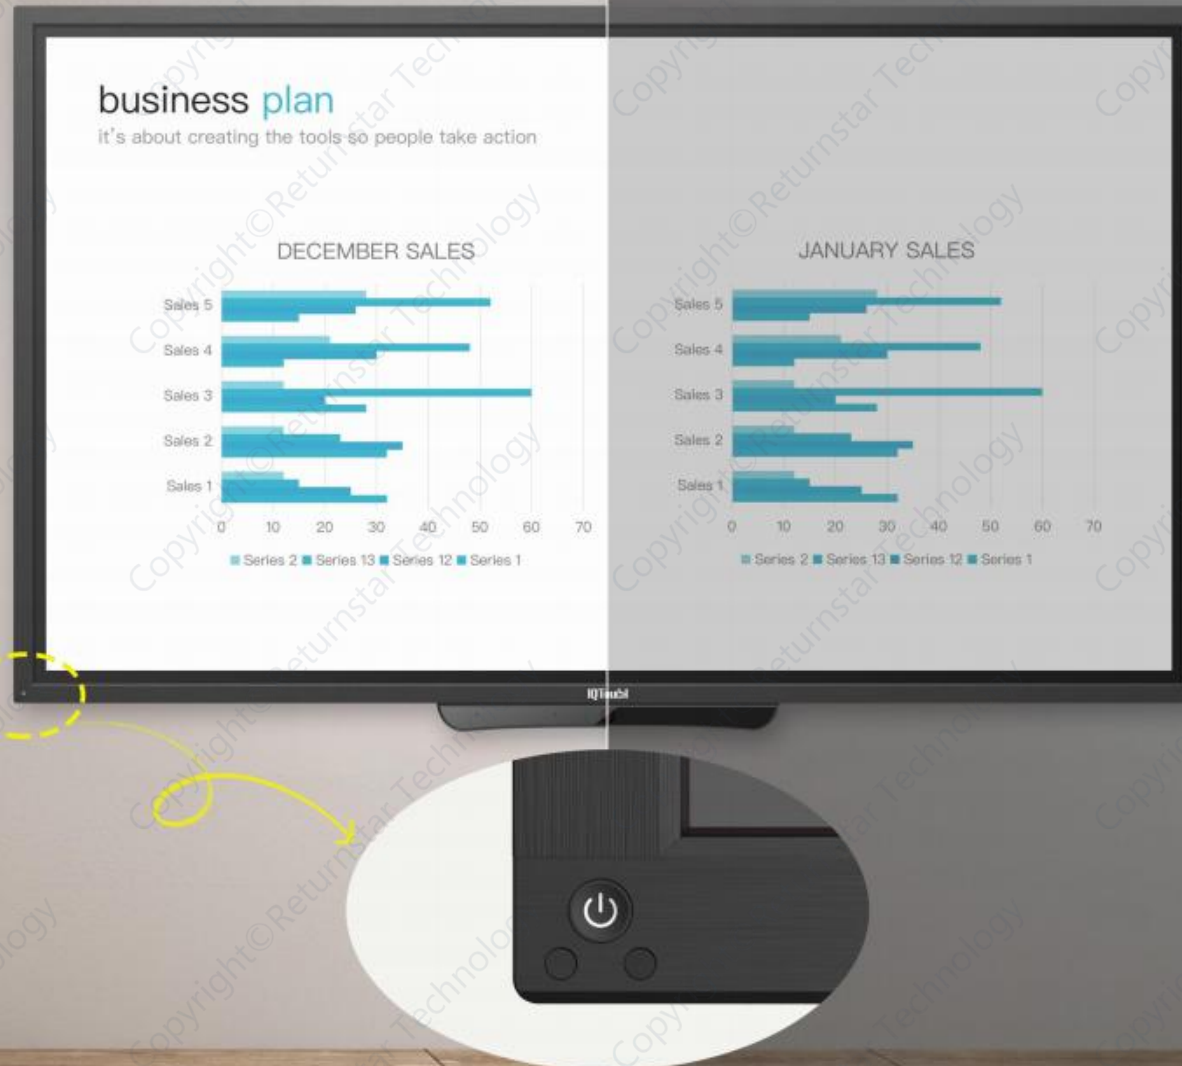 business plan
it's about creating the tools so people take action
DECEMBER SALES
Sales 5
Sales 4
Sales 3
Sales 2
Sales 1
0 10 20 30 40 50 60 70
Series 2 Series 13 Series 12 Series 1
JANUARY SALES
Sales 5
Sales 4
Sales 3
Sales 2
Sales 1
0 10 20 30 40 50 60 70
Series 2 Series 13 Series 12 Series 1
IQTouch
Copyright©Returnstar Technology